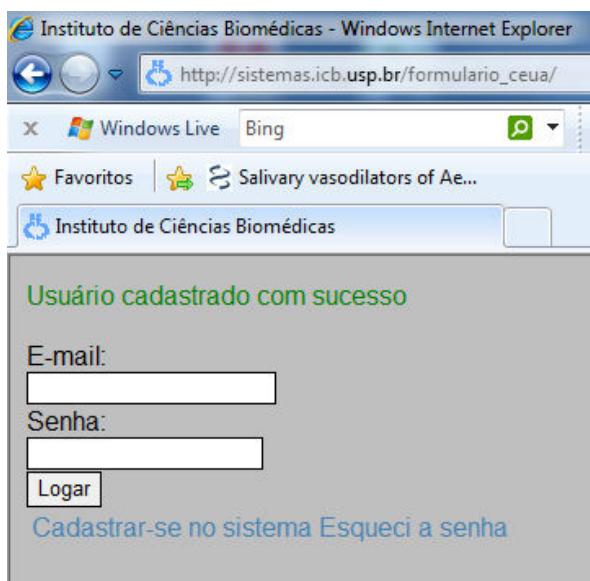 Instituto de Ciências Biomédicas - Windows Internet Explorer
http://sistemas.icb.usp.br/formulario_ceua/
x Windows Live Bing
Favoritos Salivary vasodilators of Ae...
Instituto de Ciências Biomédicas
Usuário cadastrado com sucesso
E-mail:
Senha:
Logar
Cadastrar-se no sistema Esqueci a senha